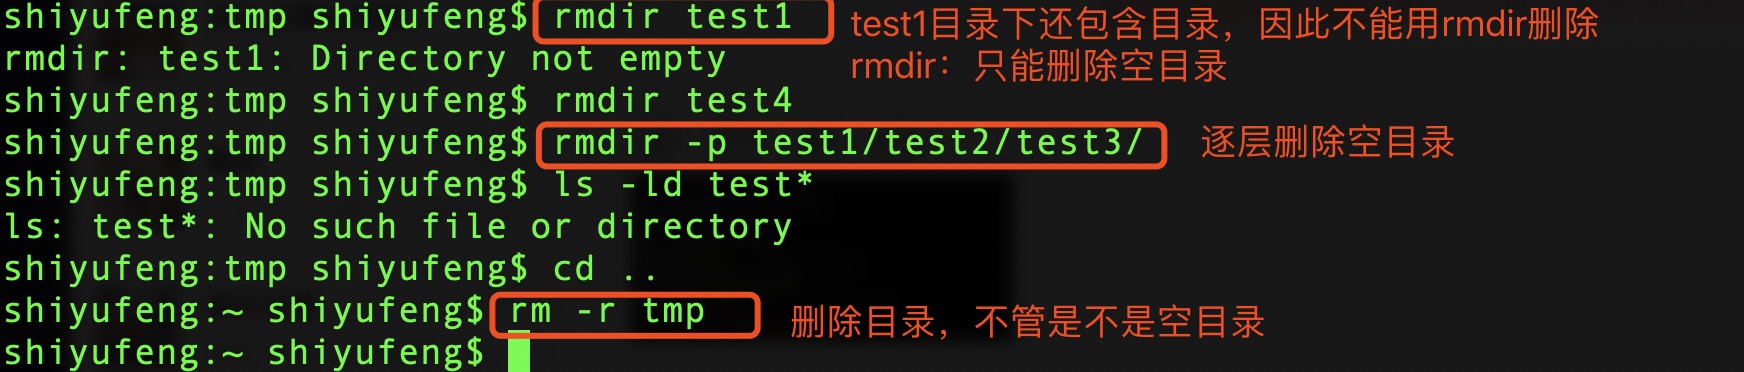 shiyufeng:tmp shiyufeng$ rmdir test1 test1目录下还包含目录，因此不能用rmdir删除
rmdir: test1: Directory not empty rmdir：只能删除空目录
shiyufeng:tmp shiyufeng$ rmdir test4
shiyufeng:tmp shiyufeng$ rmdir -p test1/test2/test3/ 逐层删除空目录
shiyufeng:tmp shiyufeng$ ls -ld test*
ls: test*: No such file or directory
shiyufeng:tmp shiyufeng$ cd ..
shiyufeng:~ shiyufeng$ rm -r tmp 删除目录，不管是不是空目录
shiyufeng:~ shiyufeng$